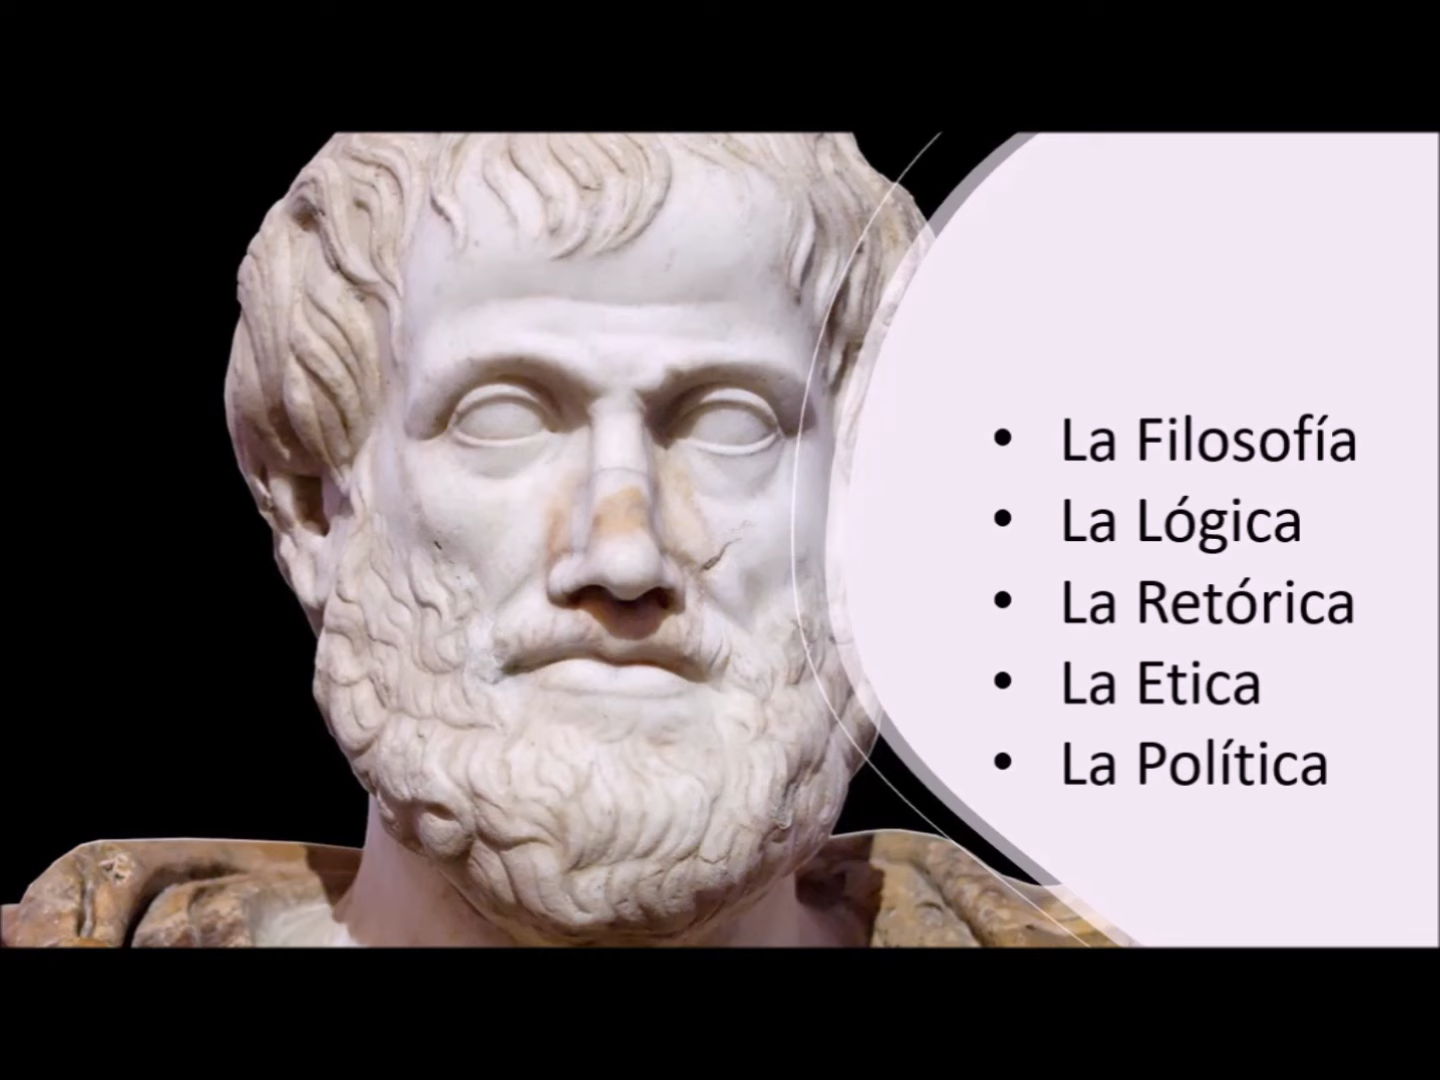 • La Filosofía
• La Lógica
• La Retórica
• La Etica
• La Política